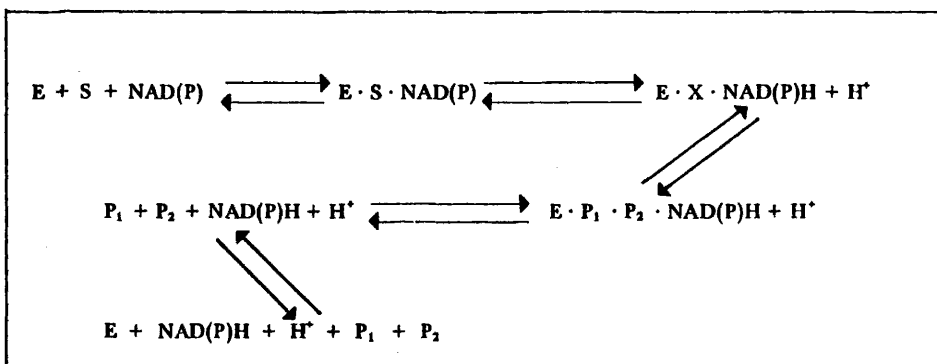 E + S + NAD(P) E · S · NAD(P) E · X · NAD(P)H + H⁺
P₁ + P₂ + NAD(P)H + H⁺ E · P₁ · P₂ · NAD(P)H + H⁺
E + NAD(P)H + H⁺ + P₁ + P₂